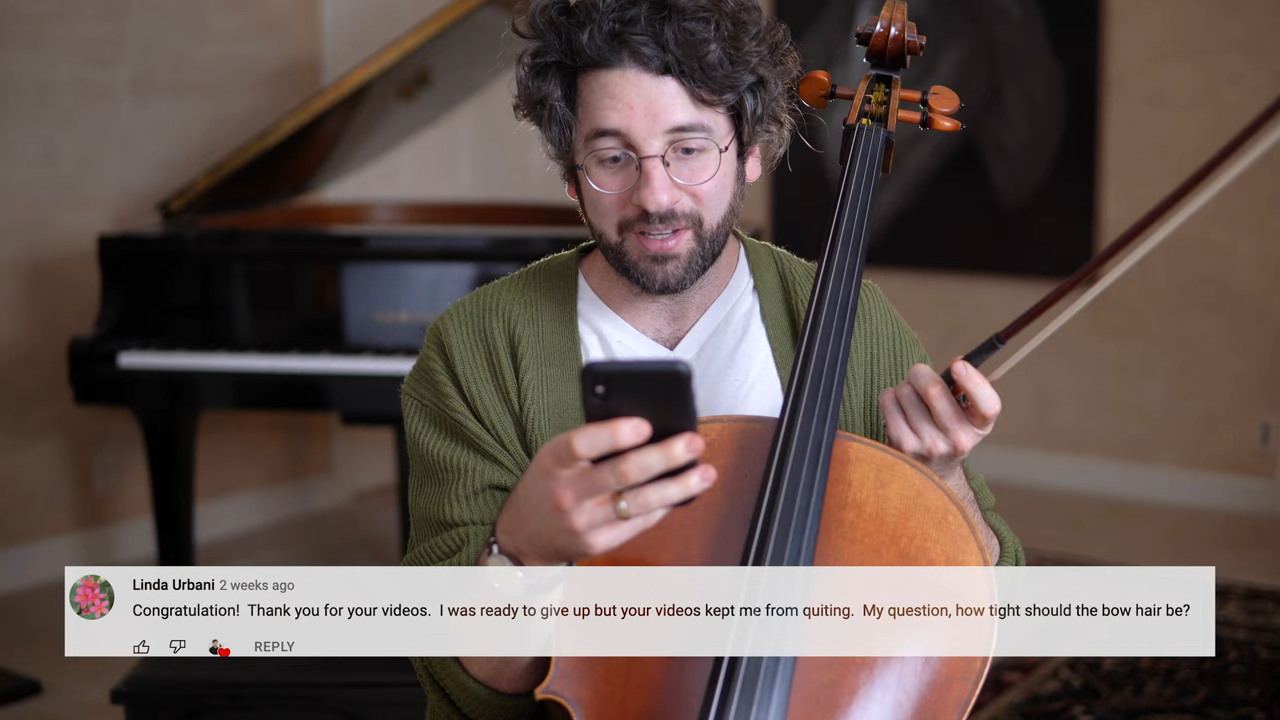 Linda Urbani 2 weeks ago
Congratulation! Thank you for your videos. I was ready to give up but your videos kept me from quiting. My question, how tight should the bow hair be?
REPLY